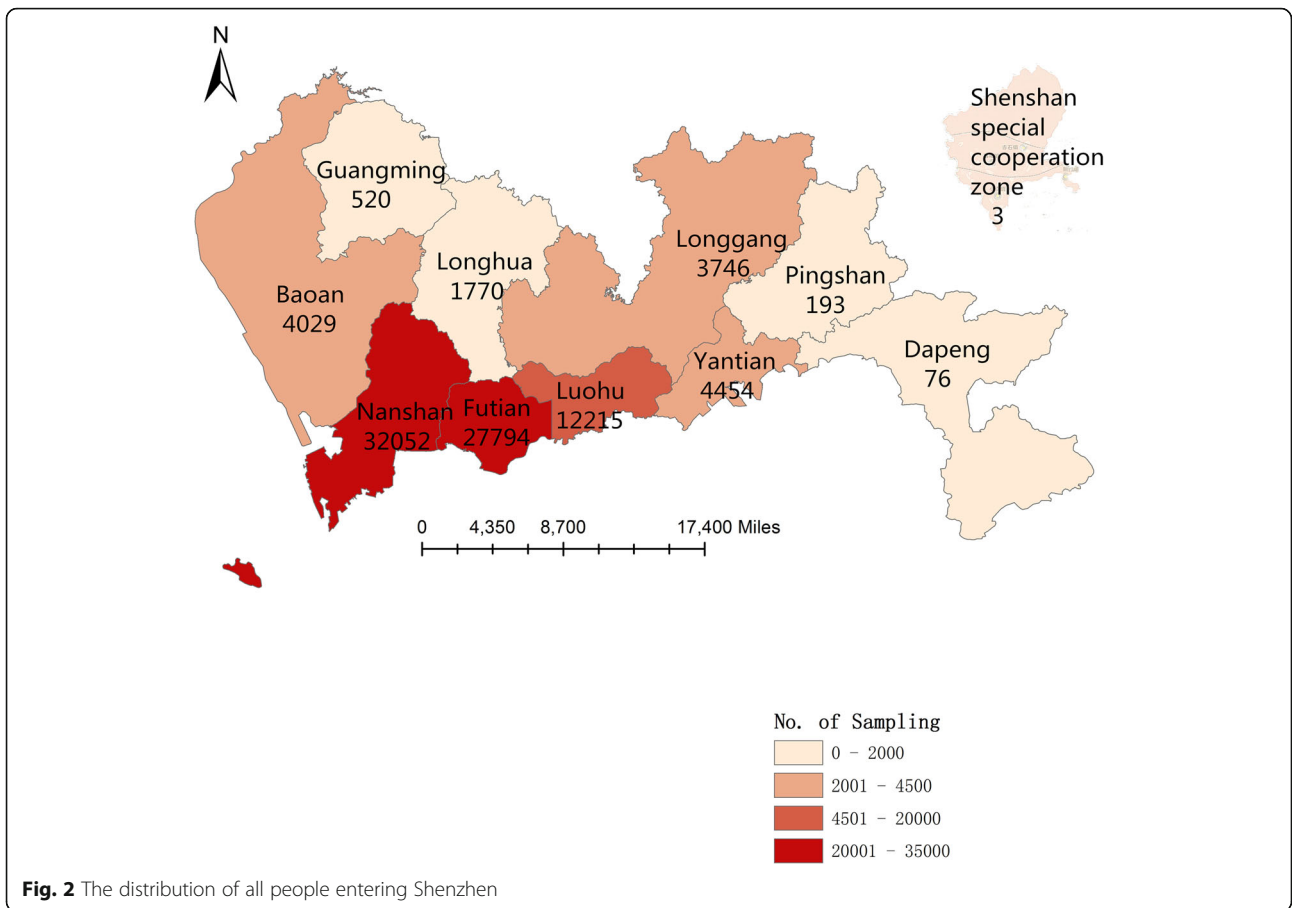 N
Shenshan
special
cooperation
zone
3
Guangming
520
Longgang
3746
Longhua
1770
Pingshan
193
Baoan
4029
Dapeng
76
Yantian
4454
Luohu
12215
Nanshan
32052
Futian
27794
0 4,350 8,700 17,400 Miles
No. of Sampling
0 - 2000
2001 - 4500
4501 - 20000
20001 - 35000
Fig. 2 The distribution of all people entering Shenzhen